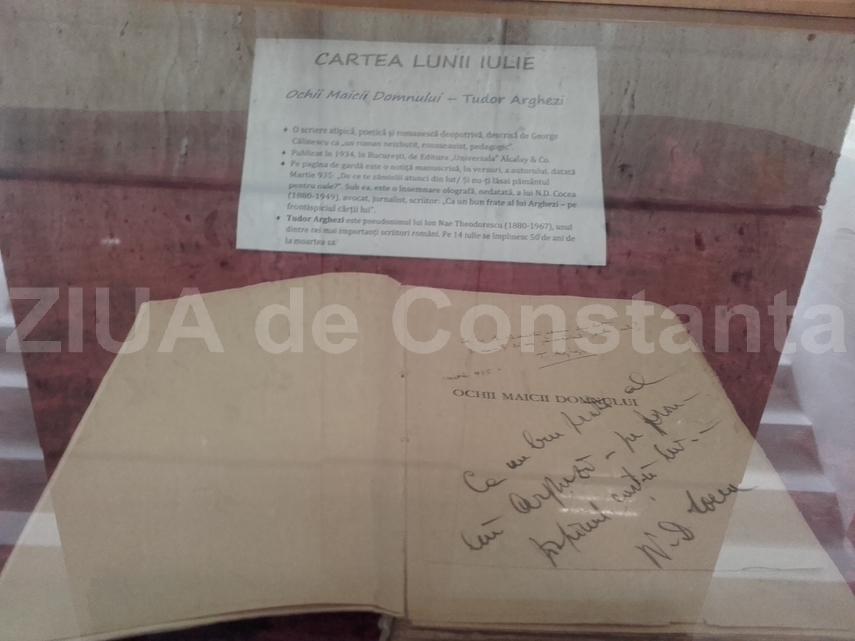 CARTEA LUNII IULIE
Ochii Maicii Domnului – Tudor Arghezi
♦ O scriere atipică, poetică și romanescă deopotrivă, descrisă de George
Călinescu ca „un roman neizbutit, rousseauist, pedagogic".
♦ Publicat în 1934, în București, de Editura „Universala" Alcalay & Co.
♦ Pe pagina de gardă este o notiță manuscrisă, în versuri, a autorului, datată
Martie 935: „De ce te zămislii atunci din lut/ Și nu-ți lăsai pământul
pentru oale?". Sub ea, este o însemnare olografă, nedatată, a lui N.D. Cocea
(1880-1949), avocat, jurnalist, scriitor: „Ca un bun frate al lui Arghezi – pe
frontispiciul cărții lui".
♦ Tudor Arghezi este pseudonimul lui Ion Nae Theodorescu (1880-1967), unul
dintre cei mai importanți scriitori români. Pe 14 iulie se împlinesc 50 de ani de
la moartea sa.
ZIUA de Constanta
OCHII MAICII DOMNULUI
Ca un bun frate al
lui Arghezi – pe fron-
tispiciul cărții lui –
N. D. Cocea